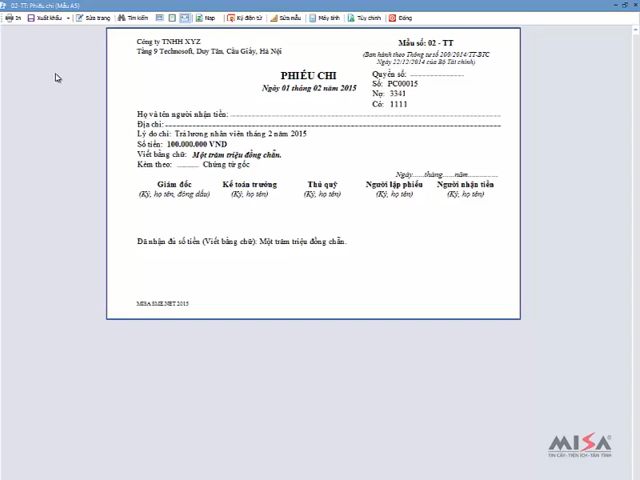 02-TT: Phiếu chi (Mẫu A5)
In Xuất khẩu Sửa trang Tìm kiếm Nạp Ký điện tử Sửa mẫu Máy tính Tùy chỉnh Đóng
Công ty TNHH XYZ
Tầng 9 Technosoft, Duy Tân, Cầu Giấy, Hà Nội
Mẫu số: 02 - TT
(Ban hành theo Thông tư số 200/2014/TT-BTC
Ngày 22/12/2014 của Bộ Tài chính)
PHIẾU CHI
Ngày 01 tháng 02 năm 2015
Quyển số: ........................
Số: PC00015
Nợ: 3341
Có: 1111
Họ và tên người nhận tiền: ........................
Địa chỉ: ........................
Lý do chi: Trả lương nhân viên tháng 2 năm 2015
Số tiền: 100.000.000 VND
Viết bằng chữ: Một trăm triệu đồng chẵn.
Kèm theo: .......... Chứng từ gốc
Ngày......tháng......năm...............
Giám đốc Kế toán trưởng Thủ quỹ Người lập phiếu Người nhận tiền
(Ký, họ tên, đóng dấu) (Ký, họ tên) (Ký, họ tên) (Ký, họ tên) (Ký, họ tên)
Đã nhận đủ số tiền (Viết bằng chữ): Một trăm triệu đồng chẵn.
MISA SME.NET 2015
MISA
TIN CẬY - TIỆN ÍCH - TẬN TÌNH